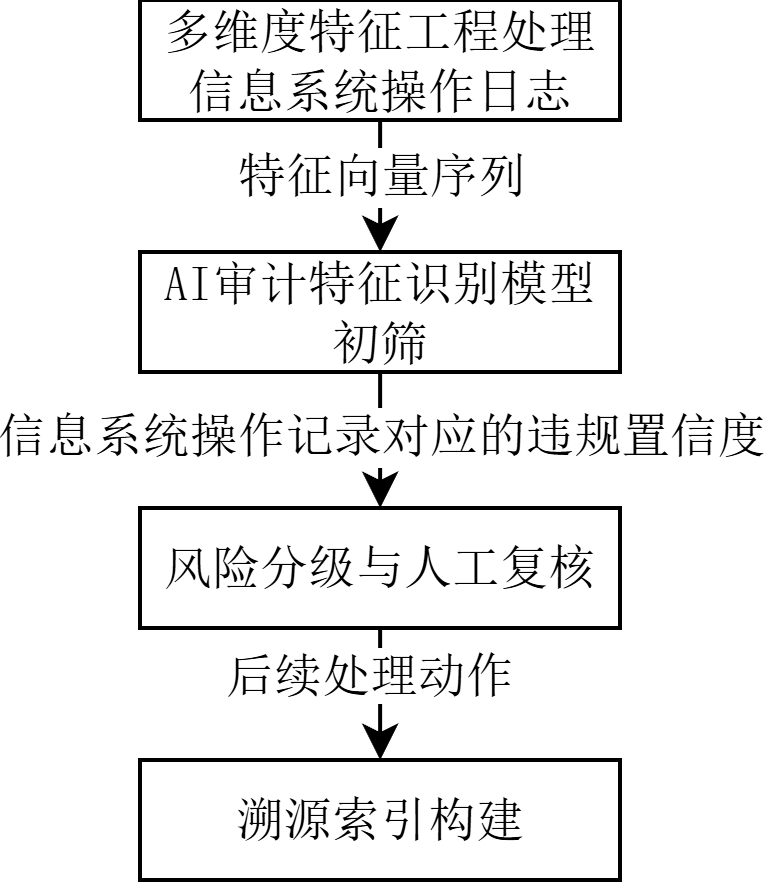 多维度特征工程处理
信息系统操作日志
特征向量序列
AI审计特征识别模型
初筛
信息系统操作记录对应的违规置信度
风险分级与人工复核
后续处理动作
溯源索引构建